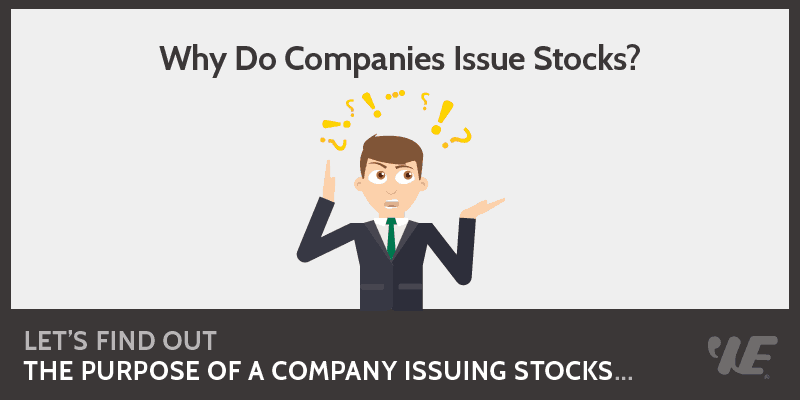 Why Do Companies Issue Stocks?
LET'S FIND OUT
THE PURPOSE OF A COMPANY ISSUING STOCKS...